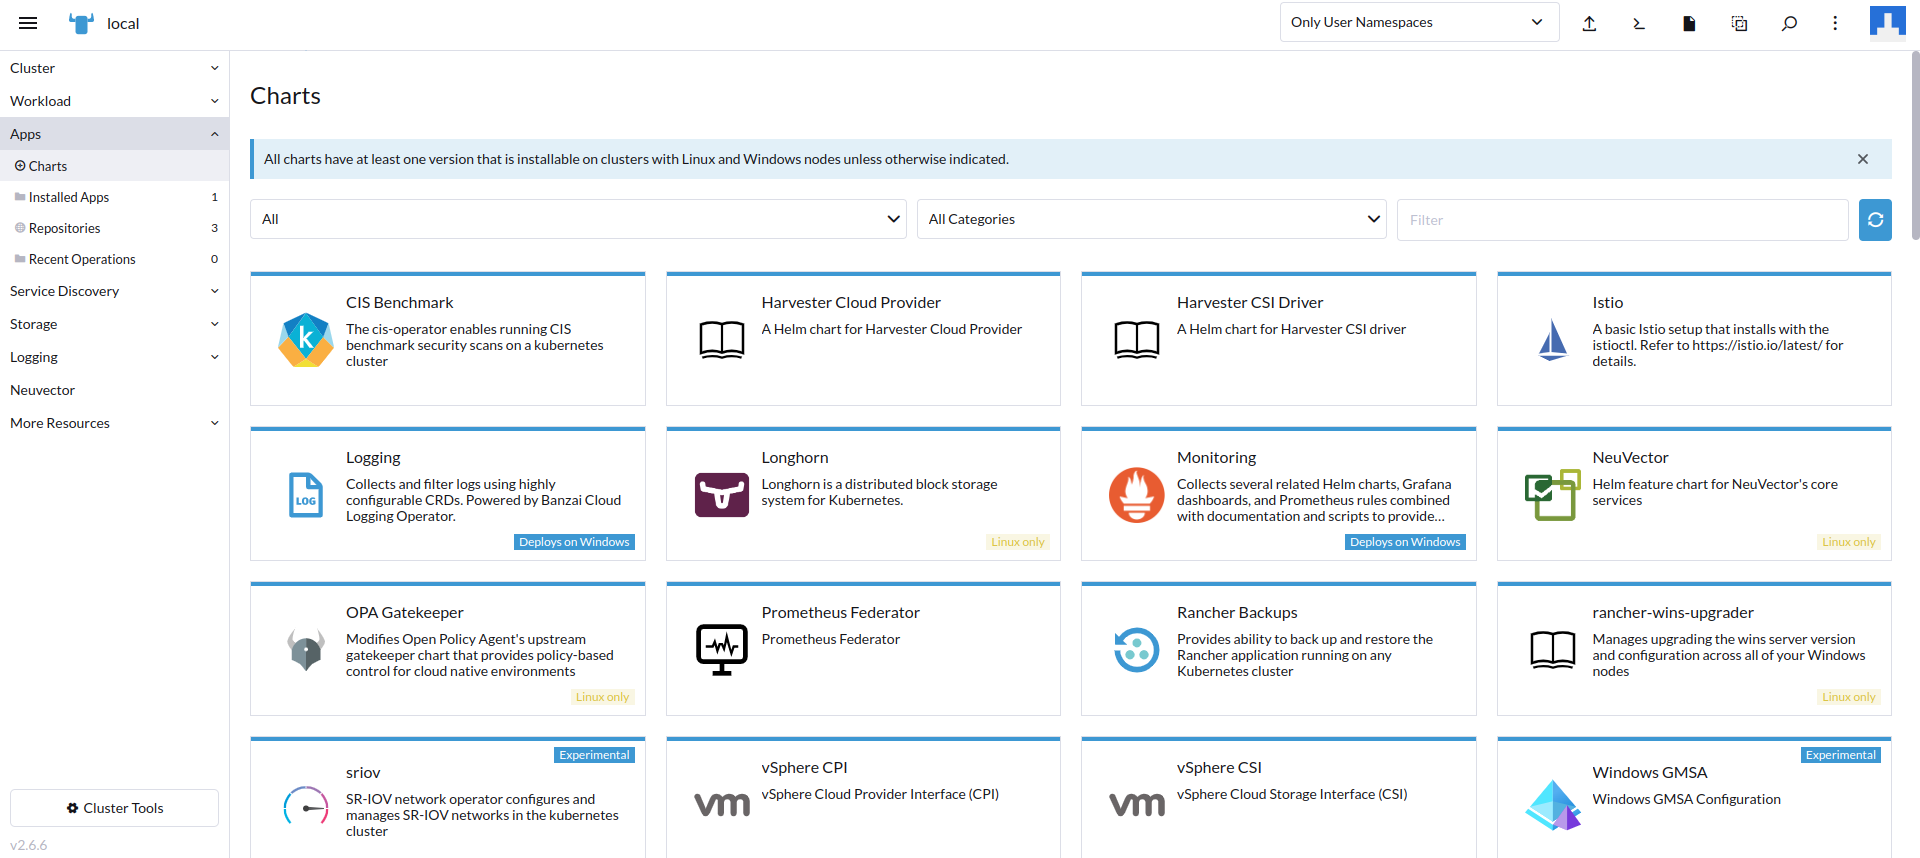 local
Only User Namespaces
Cluster
Workload
Apps
Charts
Installed Apps 1
Repositories 3
Recent Operations 0
Service Discovery
Storage
Logging
Neuvector
More Resources
Cluster Tools
v2.6.6
Charts
All charts have at least one version that is installable on clusters with Linux and Windows nodes unless otherwise indicated.
All
All Categories
Filter
CIS Benchmark
The cis-operator enables running CIS
benchmark security scans on a kubernetes
cluster
Harvester Cloud Provider
A Helm chart for Harvester Cloud Provider
Harvester CSI Driver
A Helm chart for Harvester CSI driver
Istio
A basic Istio setup that installs with the
istioctl. Refer to https://istio.io/latest/ for
details.
LOG
Logging
Collects and filter logs using highly
configurable CRDs. Powered by Banzai Cloud
Logging Operator.
Deploys on Windows
Longhorn
Longhorn is a distributed block storage
system for Kubernetes.
Linux only
Monitoring
Collects several related Helm charts, Grafana
dashboards, and Prometheus rules combined
with documentation and scripts to provide...
Deploys on Windows
NeuVector
Helm feature chart for NeuVector's core
services
Linux only
OPA Gatekeeper
Modifies Open Policy Agent's upstream
gatekeeper chart that provides policy-based
control for cloud native environments
Linux only
Prometheus Federator
Prometheus Federator
Rancher Backups
Provides ability to back up and restore the
Rancher application running on any
Kubernetes cluster
rancher-wins-upgrader
Manages upgrading the wins server version
and configuration across all of your Windows
nodes
Linux only
Experimental
sriov
SR-IOV network operator configures and
manages SR-IOV networks in the kubernetes
cluster
vm
vSphere CPI
vSphere Cloud Provider Interface (CPI)
vm
vSphere CSI
vSphere Cloud Storage Interface (CSI)
Experimental
Windows GMSA
Windows GMSA Configuration